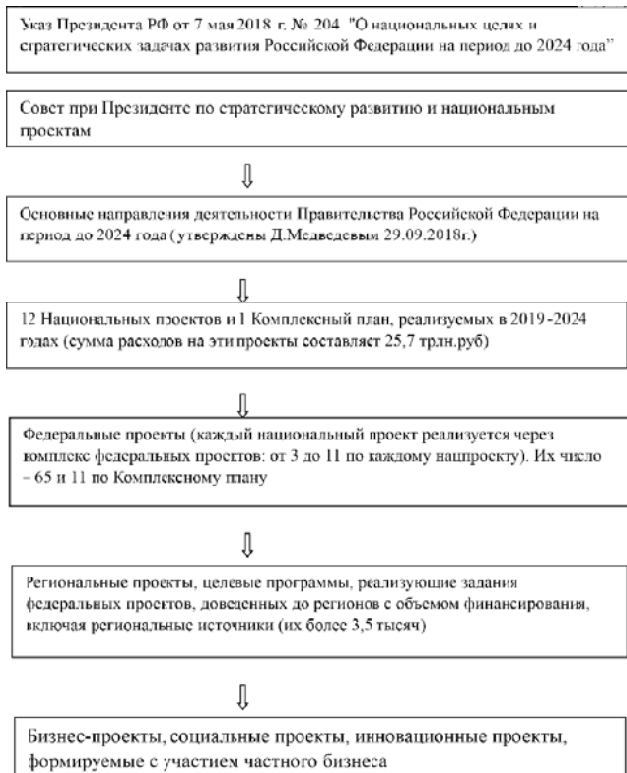 Указ Президента РФ от 7 мая 2018 г. № 204 "О национальных целях и
стратегических задачах развития Российской Федерации на период до 2024 года"
Совет при Президенте по стратегическому развитию и национальным
проектам
Основные направления деятельности Правительства Российской Федерации на
период до 2024 года (утверждены Д.Медведевым 29.09.2018г.)
12 Национальных проектов и 1 Комплексный план, реализуемых в 2019-2024
годах (сумма расходов на эти проекты составляет 25,7 трлн.руб)
Федеральные проекты (каждый национальный проект реализуется через
комплекс федеральных проектов: от 3 до 11 по каждому нацпроекту). Их число
– 65 и 11 по Комплексному плану
Региональные проекты, целевые программы, реализующие задания
федеральных проектов, доведенных до регионов с объемом финансирования,
включая региональные источники (их более 3,5 тысяч)
Бизнес-проекты, социальные проекты, инновационные проекты,
формируемые с участием частного бизнеса